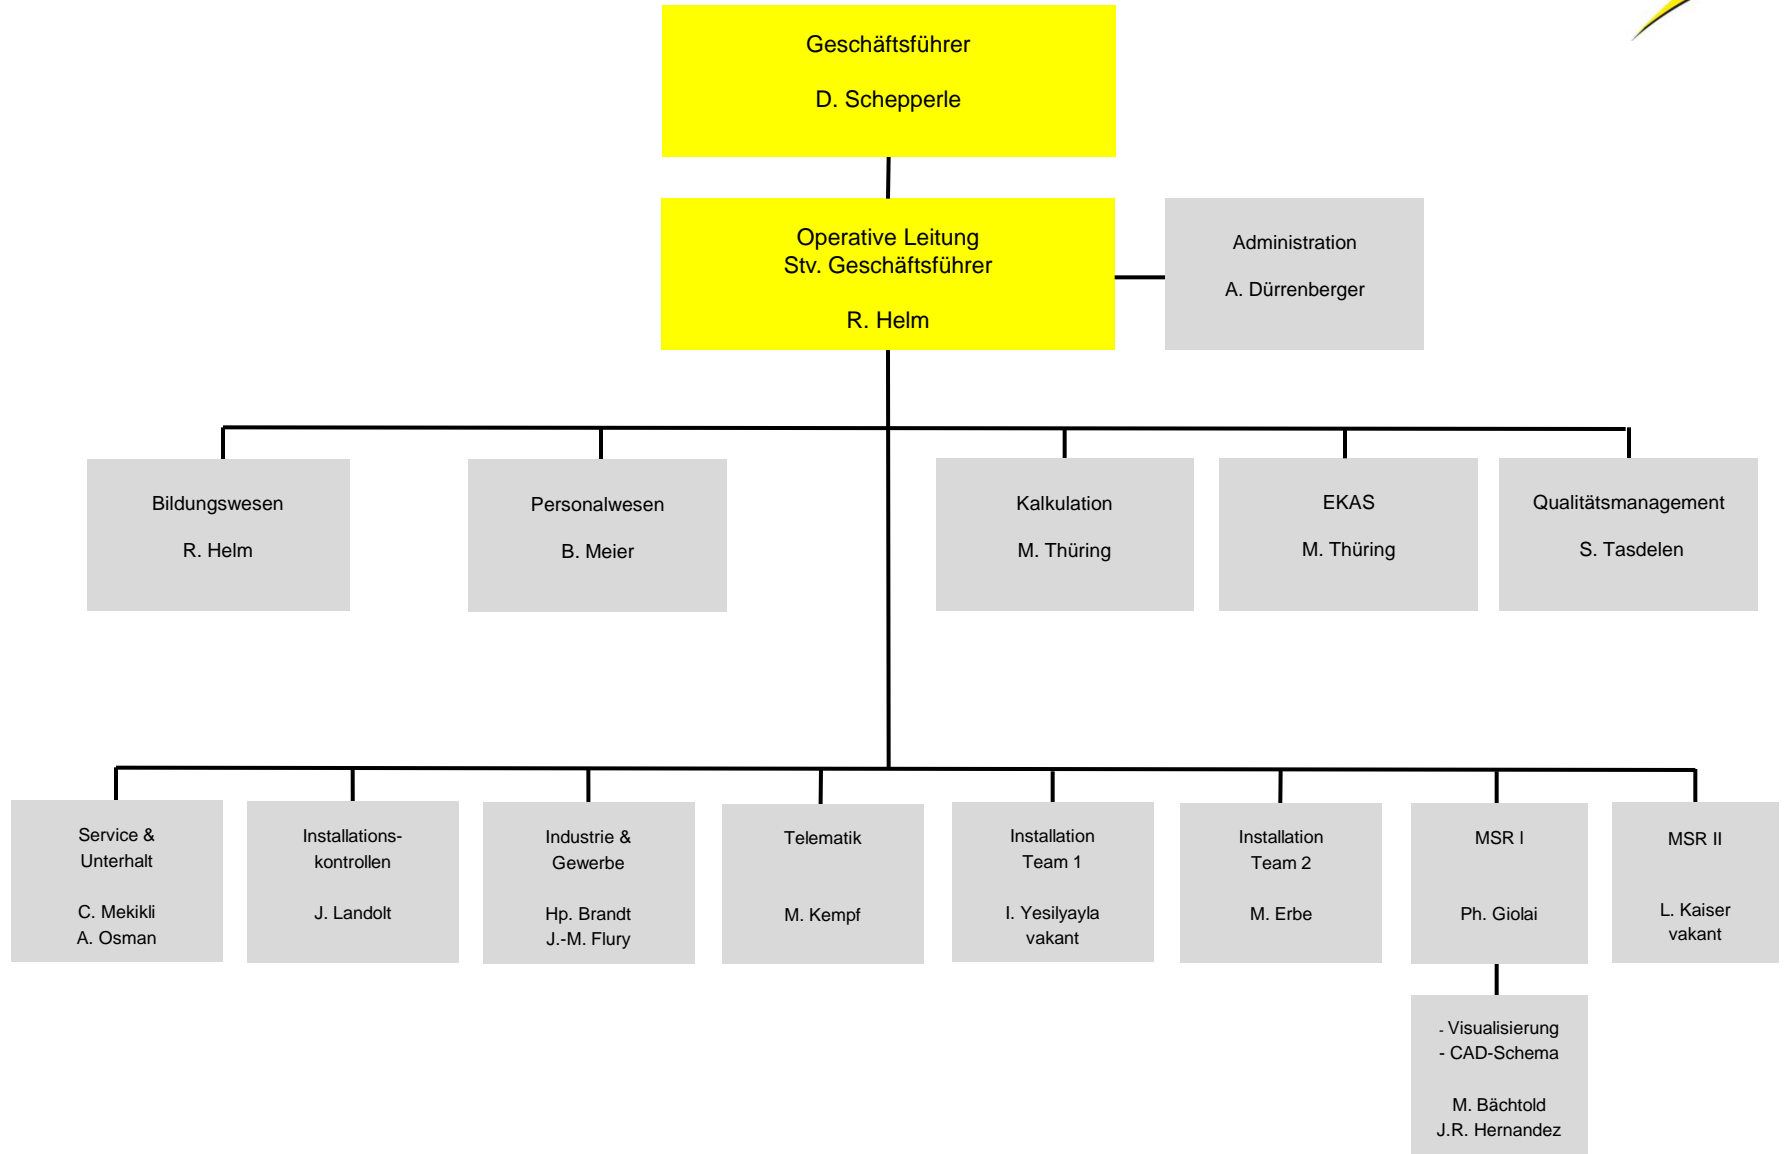 Geschäftsführer
D. Schepperle
Operative Leitung
Stv. Geschäftsführer
R. Helm
Administration
A. Dürrenberger
Bildungswesen
R. Helm
Personalwesen
B. Meier
Kalkulation
M. Thüring
EKAS
M. Thüring
Qualitätsmanagement
S. Tasdelen
Service &
Unterhalt
C. Mekikli
A. Osman
Installations-
kontrollen
J. Landolt
Industrie &
Gewerbe
Hp. Brandt
J.-M. Flury
Telematik
M. Kempf
Installation
Team 1
I. Yesilyayla
vakant
Installation
Team 2
M. Erbe
MSR I
Ph. Giolai
MSR II
L. Kaiser
vakant
- Visualisierung
- CAD-Schema
M. Bächtold
J.R. Hernandez